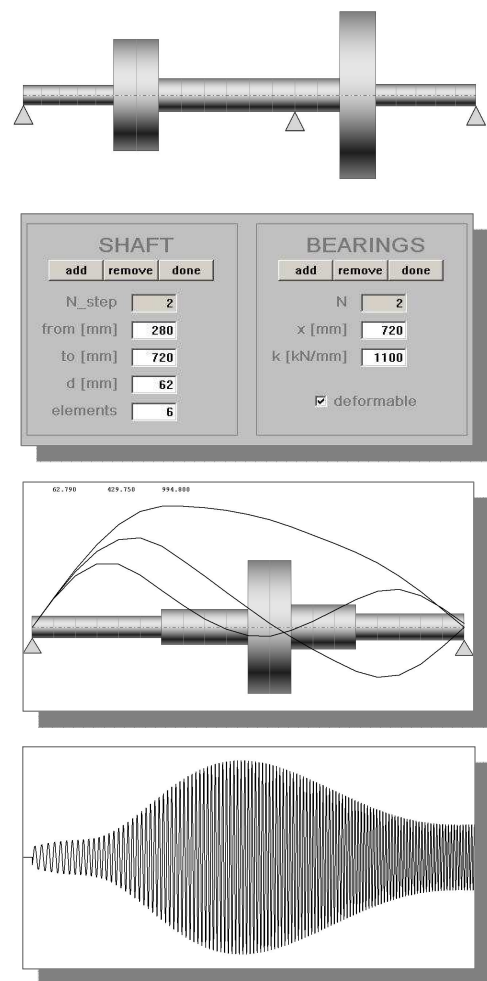 SHAFT
add remove done
N_step 2
from [mm] 280
to [mm] 720
d [mm] 62
elements 6
BEARINGS
add remove done
N 2
x [mm] 720
k [kN/mm] 1100
deformable
62.790 429.750 994.000